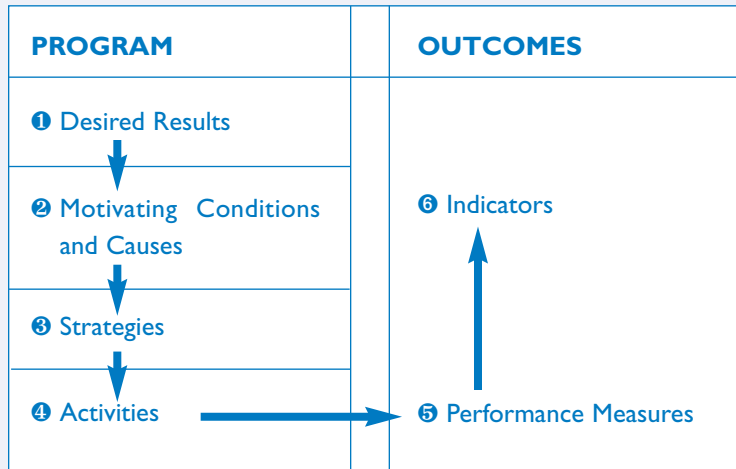 PROGRAM
OUTCOMES
❶ Desired Results
❷ Motivating Conditions
and Causes
❸ Strategies
❹ Activities
❺ Performance Measures
❻ Indicators